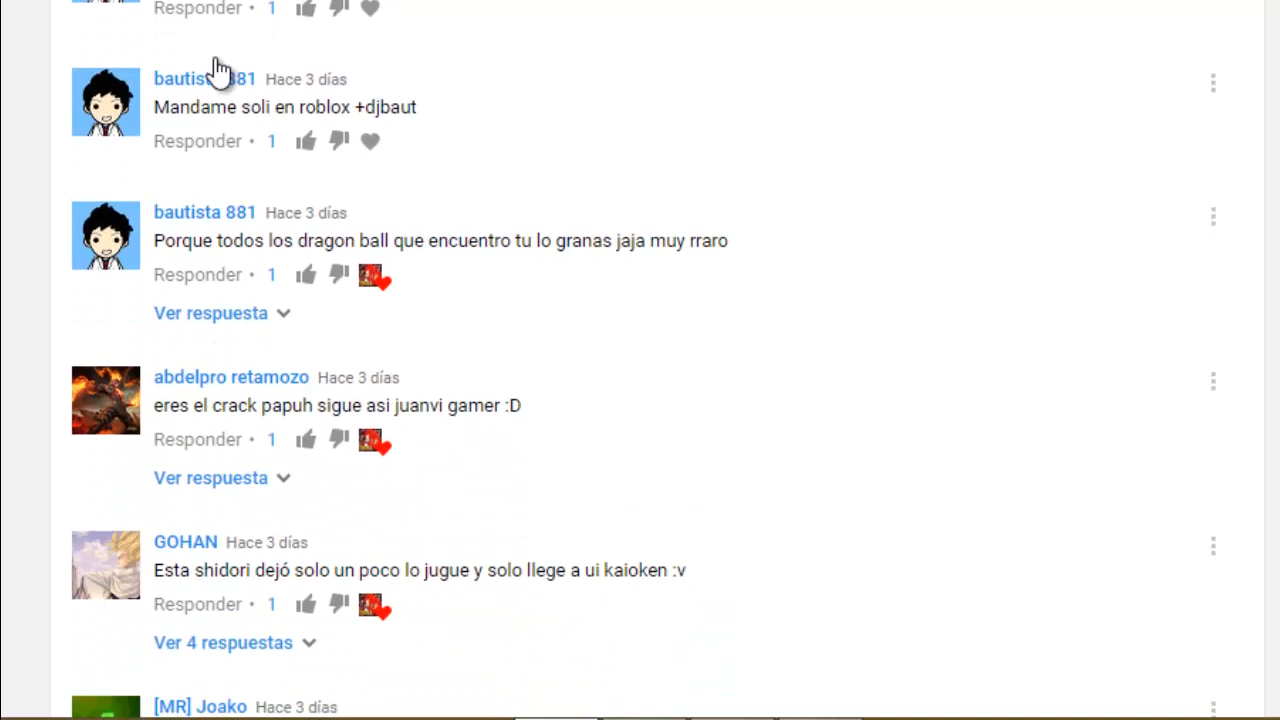 Responder • 1
bautista 881 Hace 3 días
Mandame soli en roblox +djbaut
Responder • 1
bautista 881 Hace 3 días
Porque todos los dragon ball que encuentro tu lo granas jaja muy rraro
Responder • 1
Ver respuesta
abdelpro retamozo Hace 3 días
eres el crack papuh sigue asi juanvi gamer :D
Responder • 1
Ver respuesta
GOHAN Hace 3 días
Esta shidori dejó solo un poco lo jugue y solo llege a ui kaioken :v
Responder • 1
Ver 4 respuestas
[MR] Joako Hace 3 días